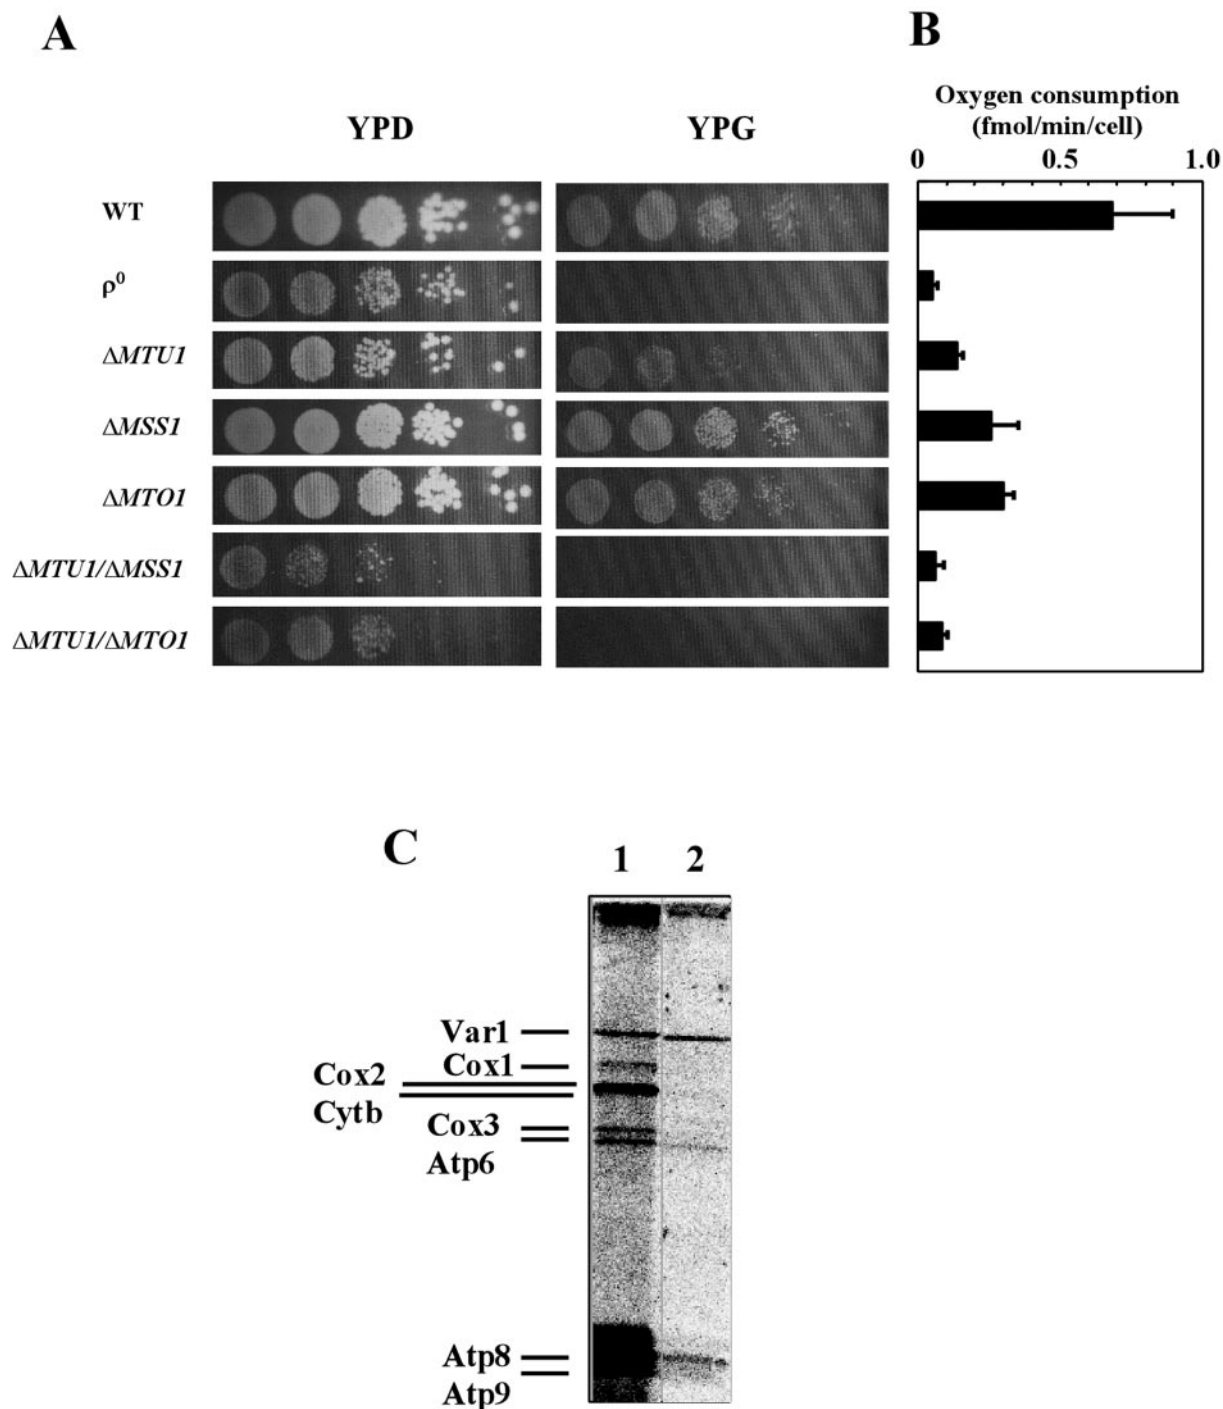 A
B
Oxygen consumption
(fmol/min/cell)
YPD
YPG
0 0.5 1.0
WT
ρ⁰
ΔMTU1
ΔMSS1
ΔMTO1
ΔMTU1/ΔMSS1
ΔMTU1/ΔMTO1
C
1 2
Var1
Cox1
Cox2
Cytb
Cox3
Atp6
Atp8
Atp9